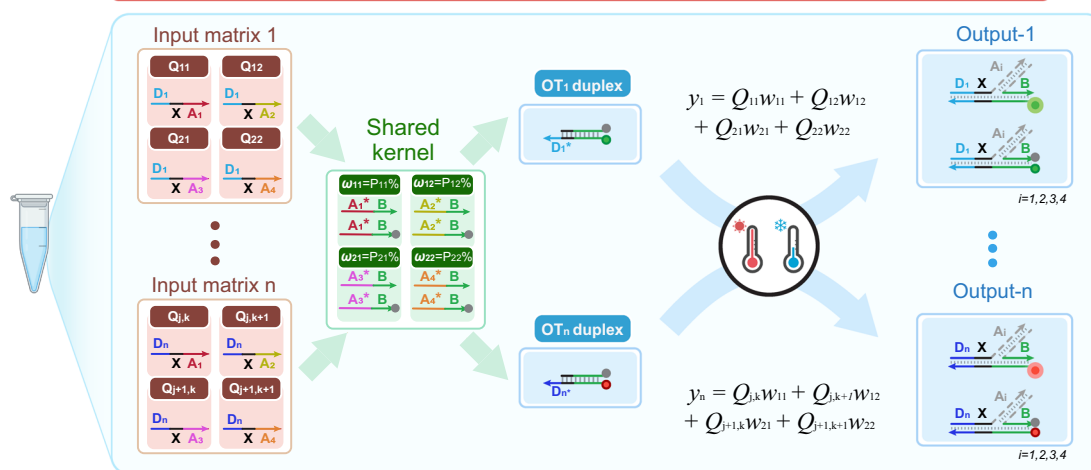 Input matrix 1
Q11 Q12
D1 D1
X A1 X A2
Q21 Q22
D1 D1
X A3 X A4
Input matrix n
Qj,k Qj,k+1
Dn Dn
X A1 X A2
Qj+1,k Qj+1,k+1
Dn Dn
X A3 X A4
Shared
kernel
ω11=P11% ω12=P12%
A1* B A2* B
A1* B A2* B
ω21=P21% ω22=P22%
A3* B A4* B
A3* B A4* B
OT1 duplex
D1*
OTn duplex
Dn*
y1 = Q11w11 + Q12w12
+ Q21w21 + Q22w22
yn = Qj,kw11 + Qj,k+1w12
+ Qj+1,kw21 + Qj+1,k+1w22
Output-1
Ai
D1 X B
Ai
D1 X B
i=1,2,3,4
Output-n
Ai
Dn X B
Ai
Dn X B
i=1,2,3,4